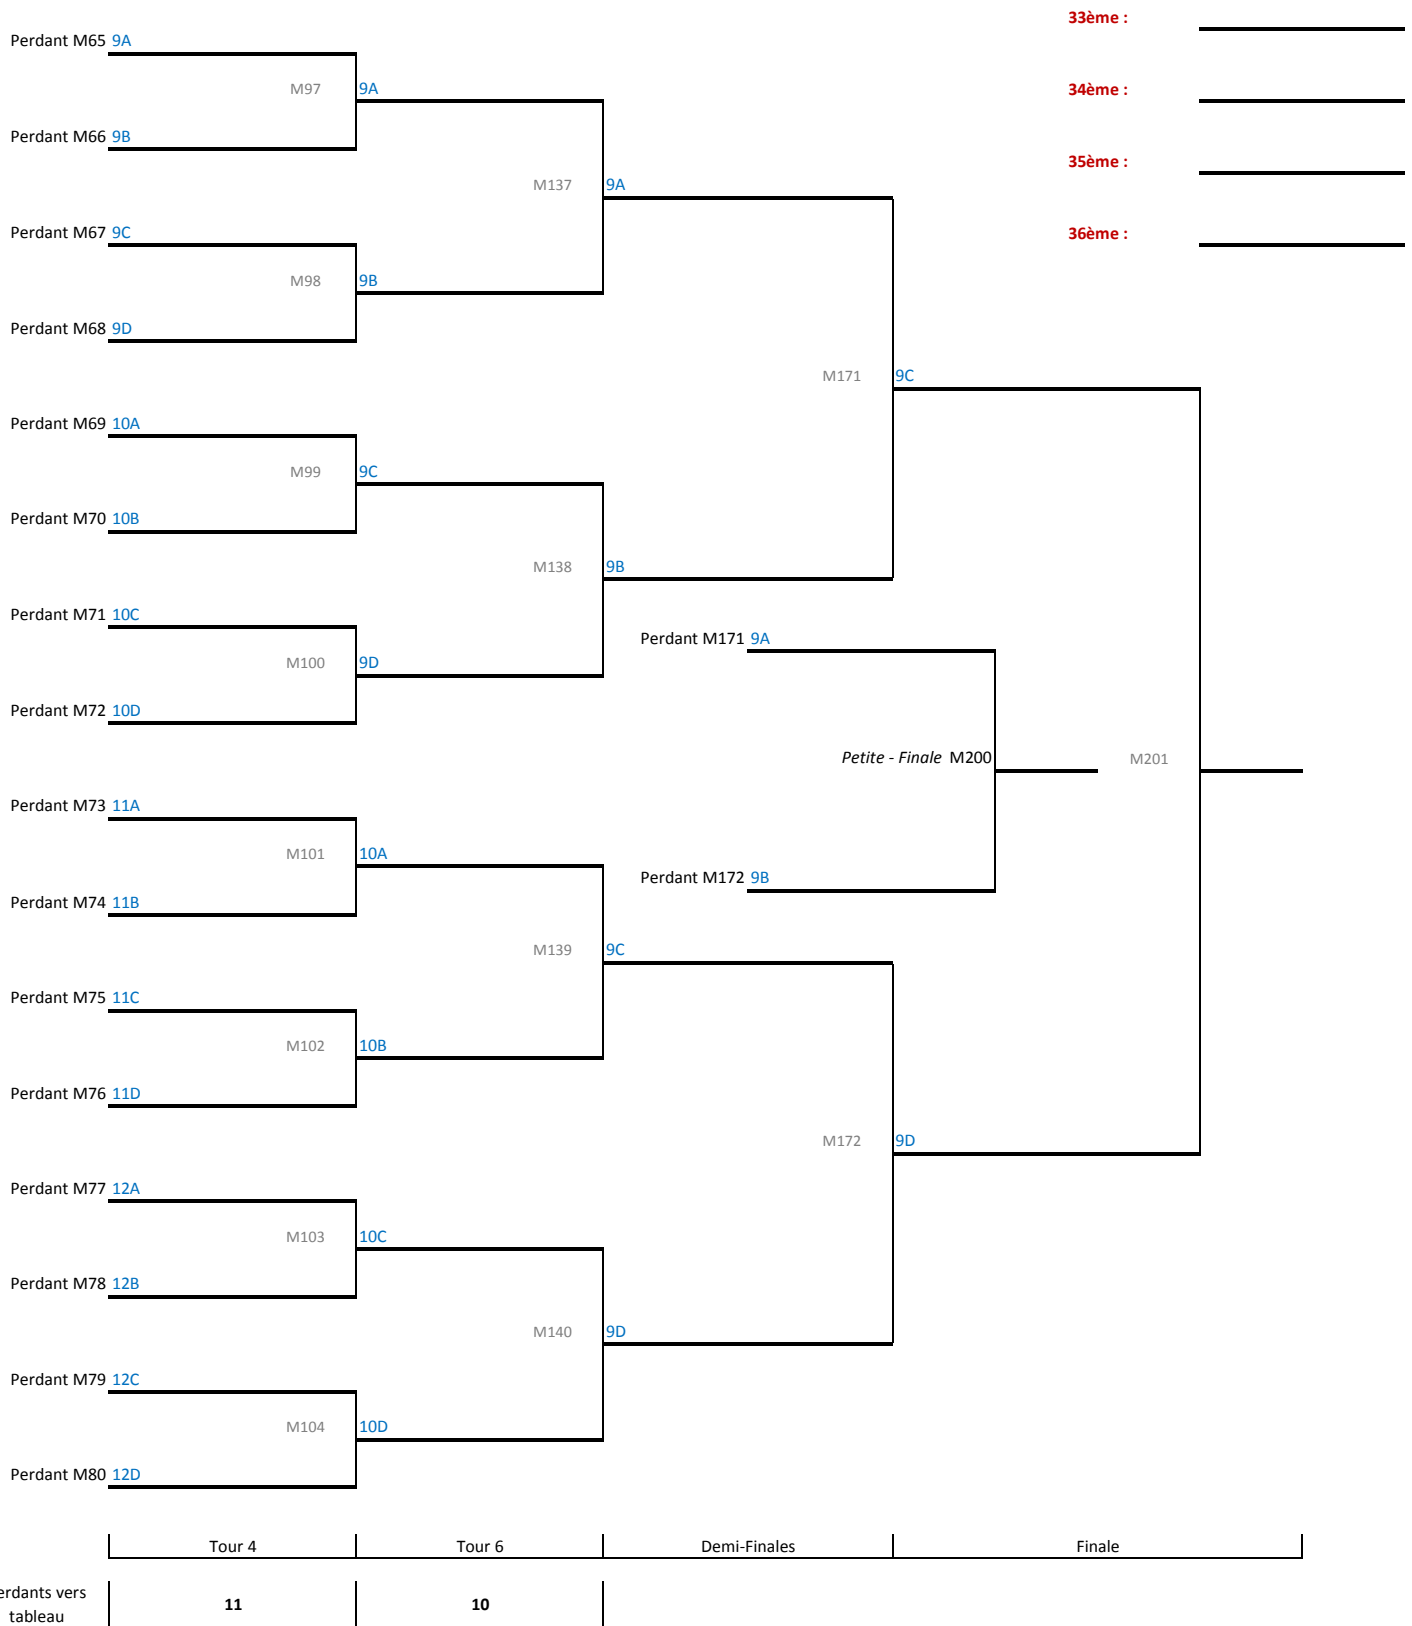 33ème :
Perdant M65 9A
M97 9A
34ème :
Perdant M66 9B
35ème :
M137 9A
Perdant M67 9C
36ème :
M98 9B
Perdant M68 9D
M171 9C
Perdant M69 10A
M99 9C
Perdant M70 10B
M138 9B
Perdant M71 10C
Perdant M171 9A
M100 9D
Perdant M72 10D
Petite - Finale M200
M201
Perdant M73 11A
M101 10A
Perdant M172 9B
Perdant M74 11B
M139 9C
Perdant M75 11C
M102 10B
Perdant M76 11D
M172 9D
Perdant M77 12A
M103 10C
Perdant M78 12B
M140 9D
Perdant M79 12C
M104 10D
Perdant M80 12D
Tour 4 Tour 6 Demi-Finales Finale
erdants vers
tableau
11 10